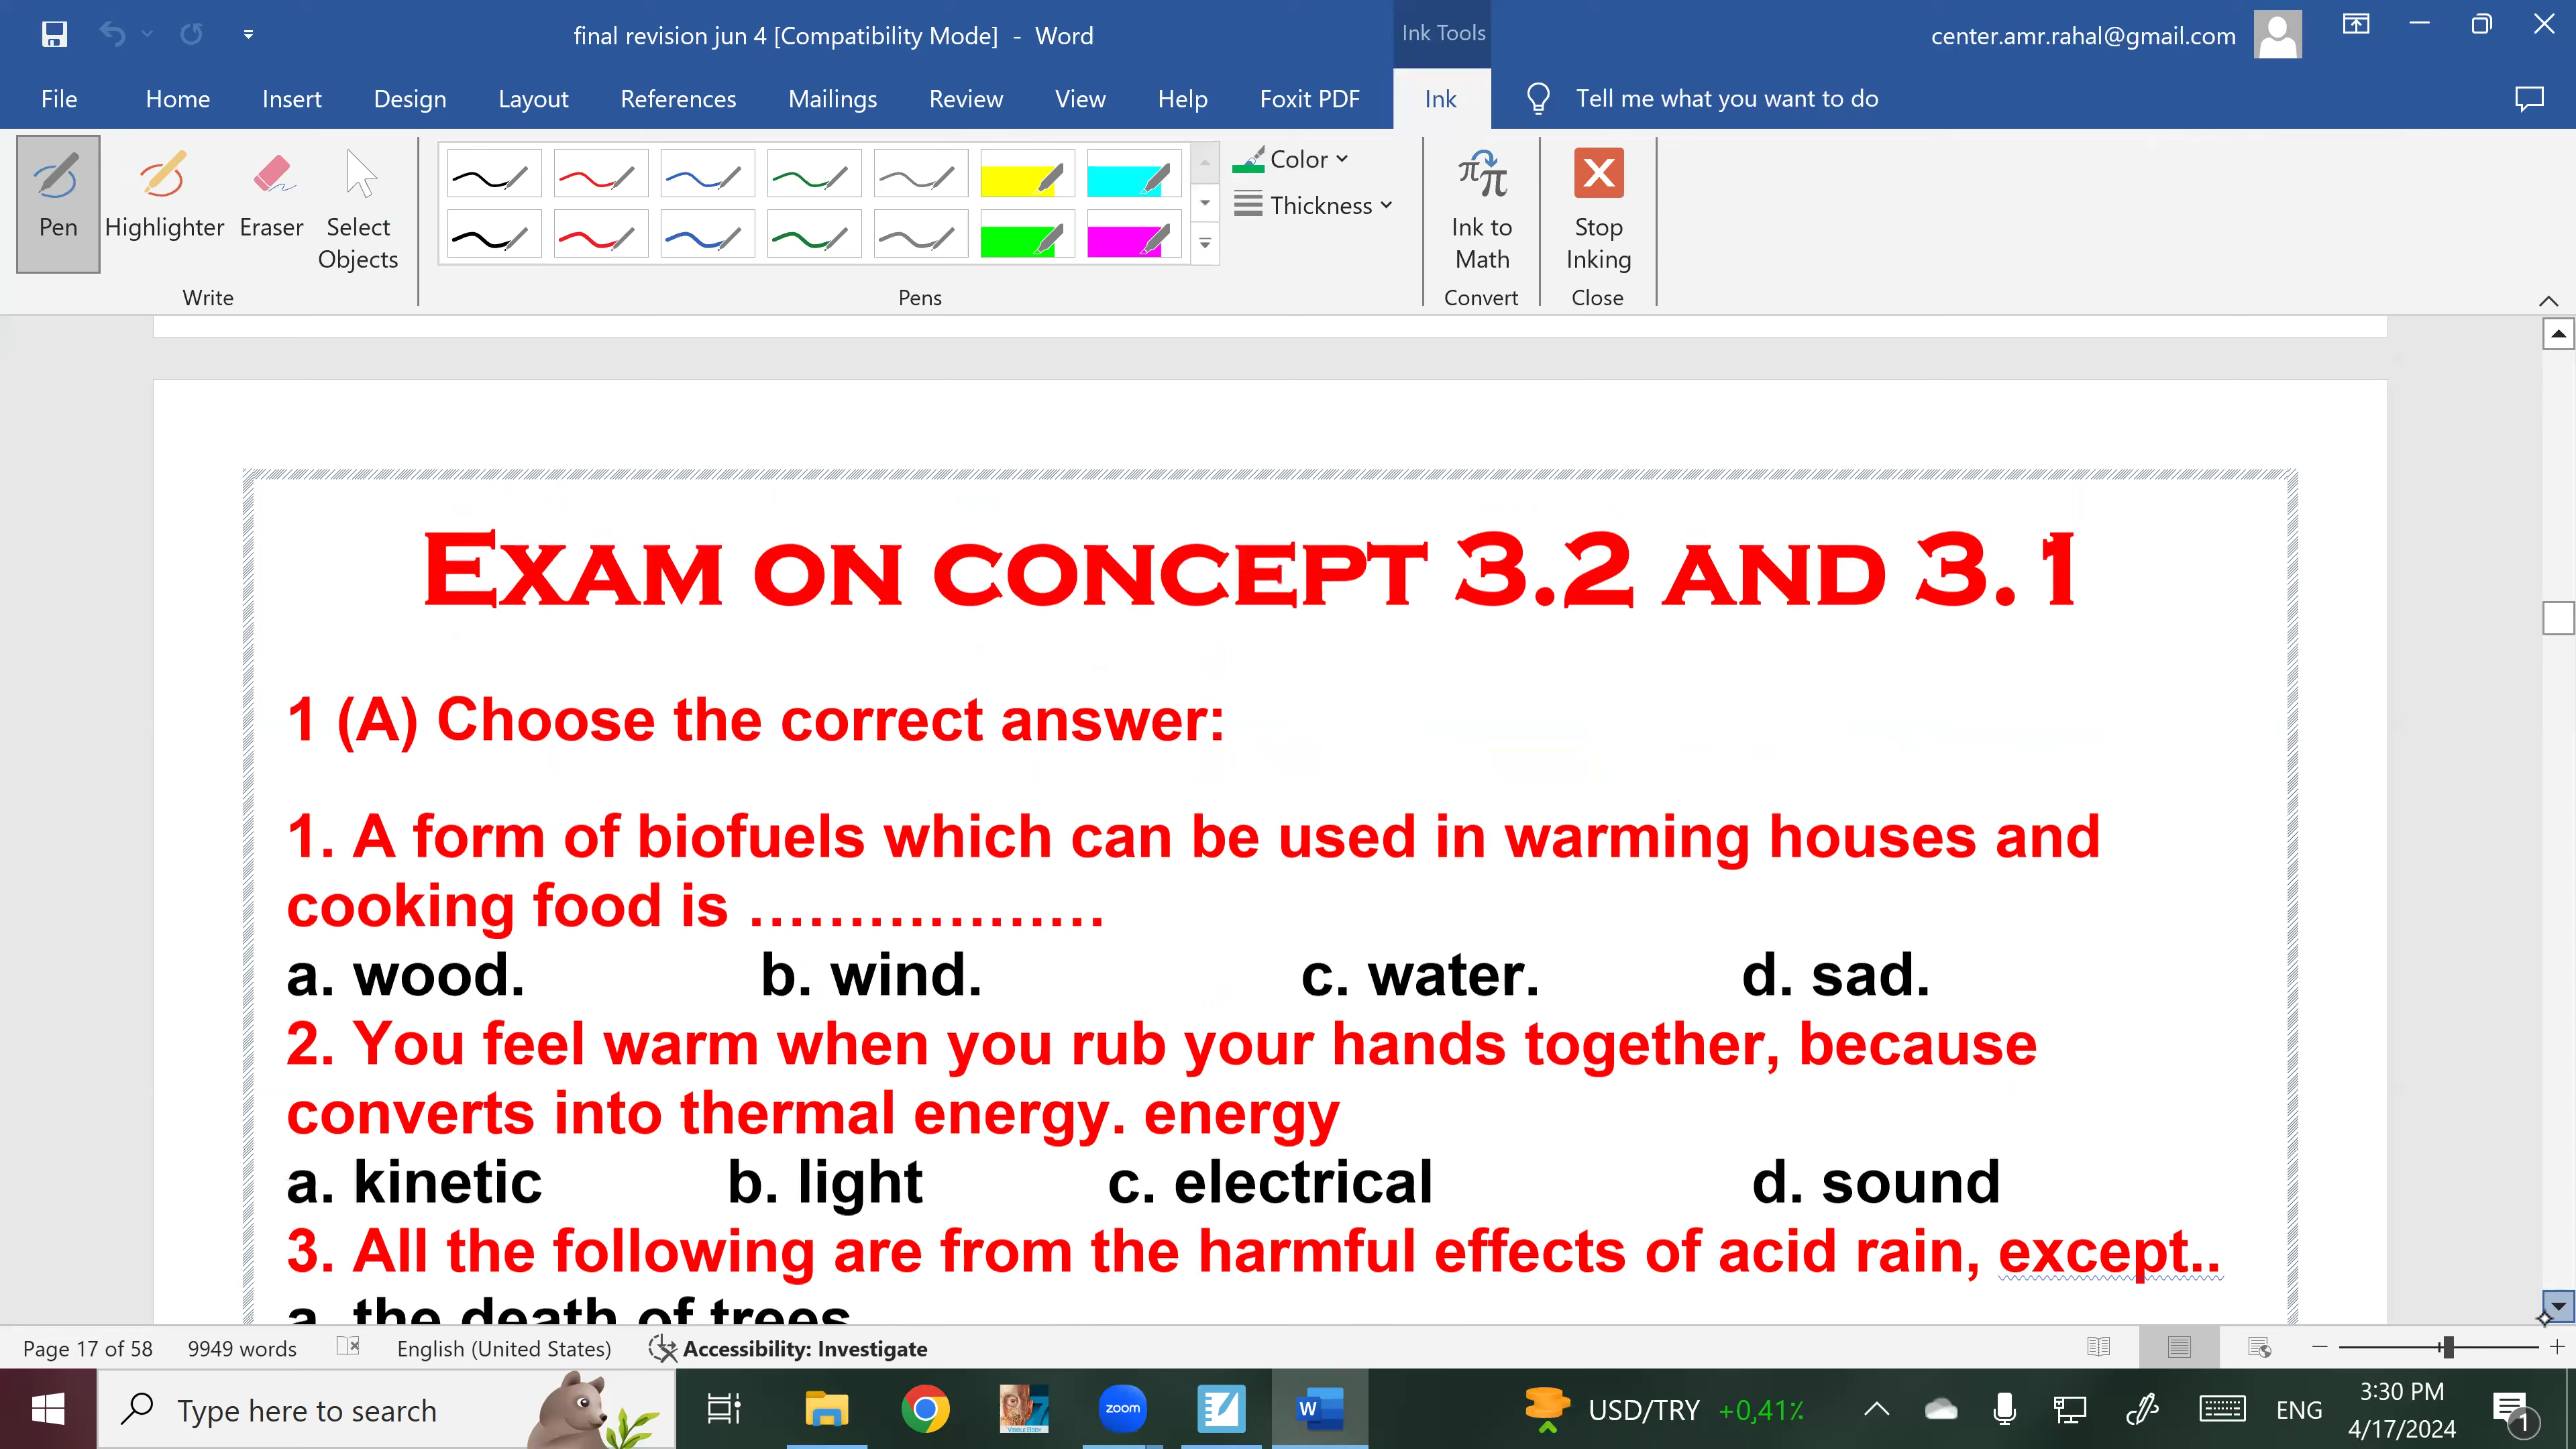 final revision jun 4 [Compatibility Mode] - Word
Ink Tools
center.amr.rahal@gmail.com
File Home Insert Design Layout References Mailings Review View Help Foxit PDF Ink Tell me what you want to do
Pen Highlighter Eraser Select Objects
Color
Thickness
Ink to Math
Stop Inking
Write Pens Convert Close
Exam on concept 3.2 and 3.1
1 (A) Choose the correct answer:
1. A form of biofuels which can be used in warming houses and
cooking food is ………………
a. wood. b. wind. c. water. d. sad.
2. You feel warm when you rub your hands together, because
converts into thermal energy. energy
a. kinetic b. light c. electrical d. sound
3. All the following are from the harmful effects of acid rain, except..
a. the death of trees
Page 17 of 58 9949 words English (United States) Accessibility: Investigate
Type here to search zoom W USD/TRY +0,41% ENG 3:30 PM
4/17/2024 1